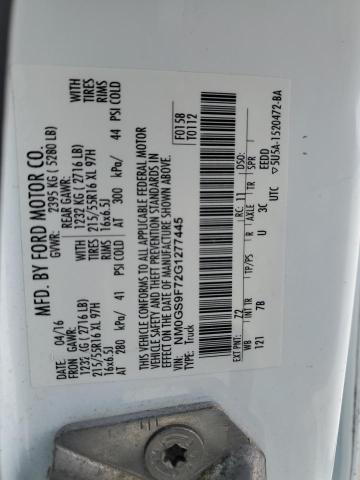 MFD. BY FORD MOTOR CO.
DATE: 04/16 GVWR: 2395 KG ( 5280 LB)
FRONT GAWR: REAR GAWR:
1232 KG ( 2716 LB) 1232 KG ( 2716 LB) WITH
215/55R16 XL 97H TIRES 215/55R16 XL 97H TIRES
16x6.5J RIMS 16x6.5J RIMS
AT 280 kPa/ 41 PSI COLD AT 300 kPa/ 44 PSI COLD
THIS VEHICLE CONFORMS TO ALL APPLICABLE FEDERAL MOTOR
VEHICLE SAFETY AND THEFT PREVENTION STANDARDS IN
EFFECT ON THE DATE OF MANUFACTURE SHOWN ABOVE.
VIN: NM0GS9F72G1277445
TYPE: Truck
F0158
T0112
EXT PNT: Z2 RC: 11 DSO:
WB INT TR TP/PS R AXLE TR SPR EEDD
121 7B U 3C UTC ▽5U5A-1520472-BA